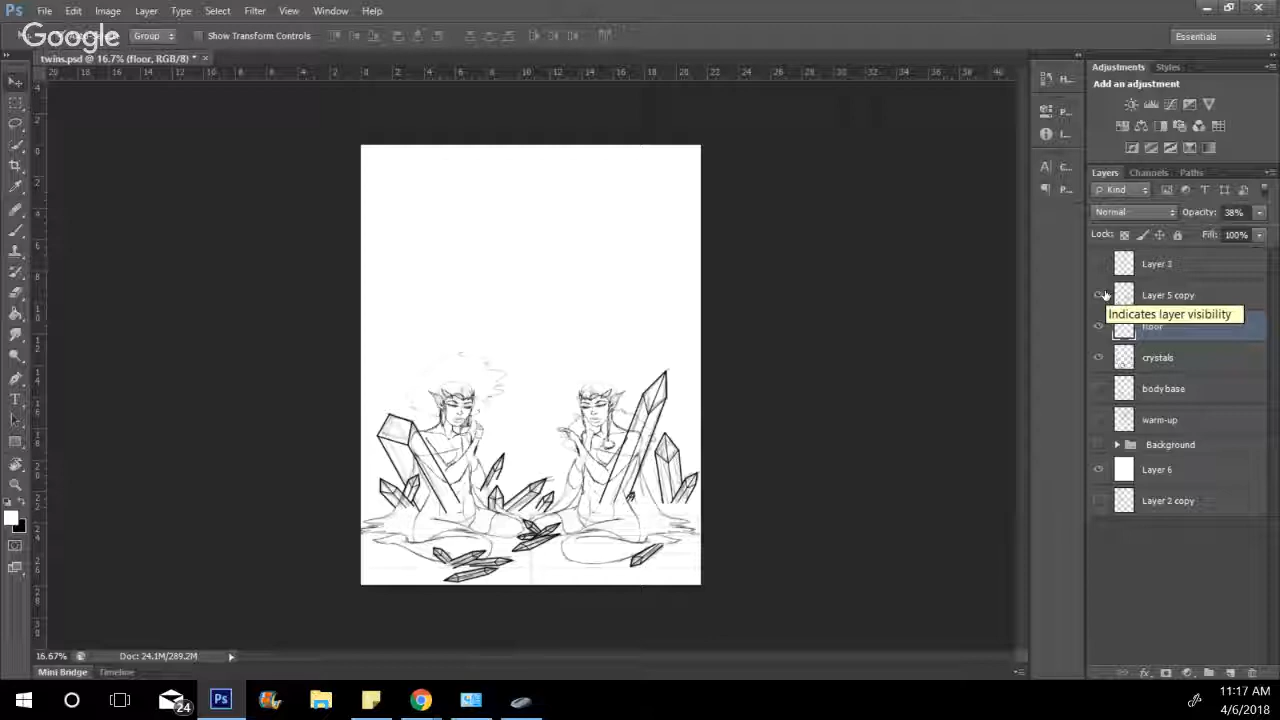 Ps File Edit Image Layer Type Select Filter View Window Help
Google
Group Show Transform Controls Essentials
twins.psd @ 16.7% (floor, RGB/8) *
Adjustments Styles
Add an adjustment
Layers Channels Paths
Kind
Normal Opacity: 38%
Lock: Fill: 100%
Layer 5 copy
Indicates layer visibility
floor
crystals
body base
warm-up
Background
Layer 6
Layer 2 copy
16.67% Doc: 24.1M/289.2M
Mini Bridge Timeline
24
Ps
11:17 AM
4/6/2018